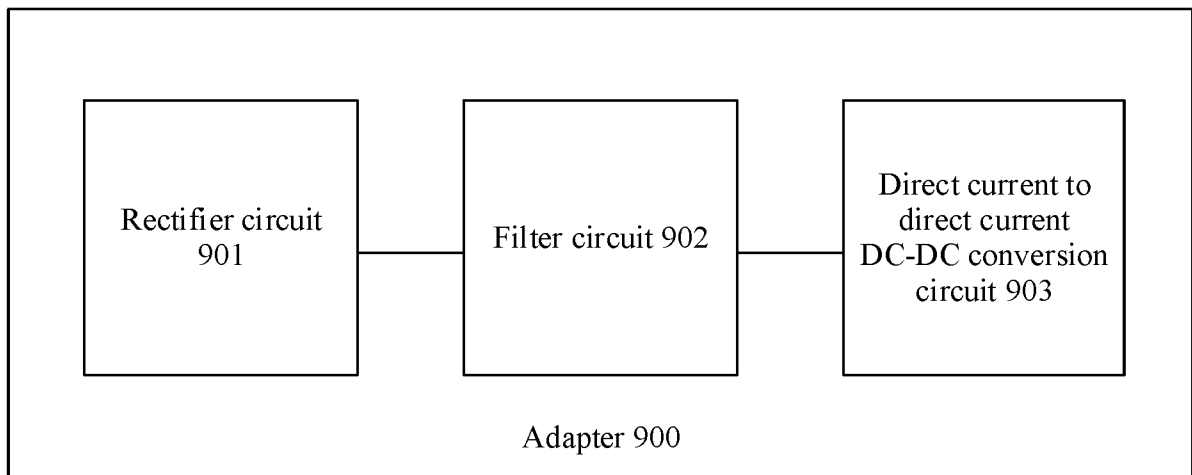 Rectifier circuit
901
Filter circuit 902
Direct current to
direct current
DC-DC conversion
circuit 903
Adapter 900